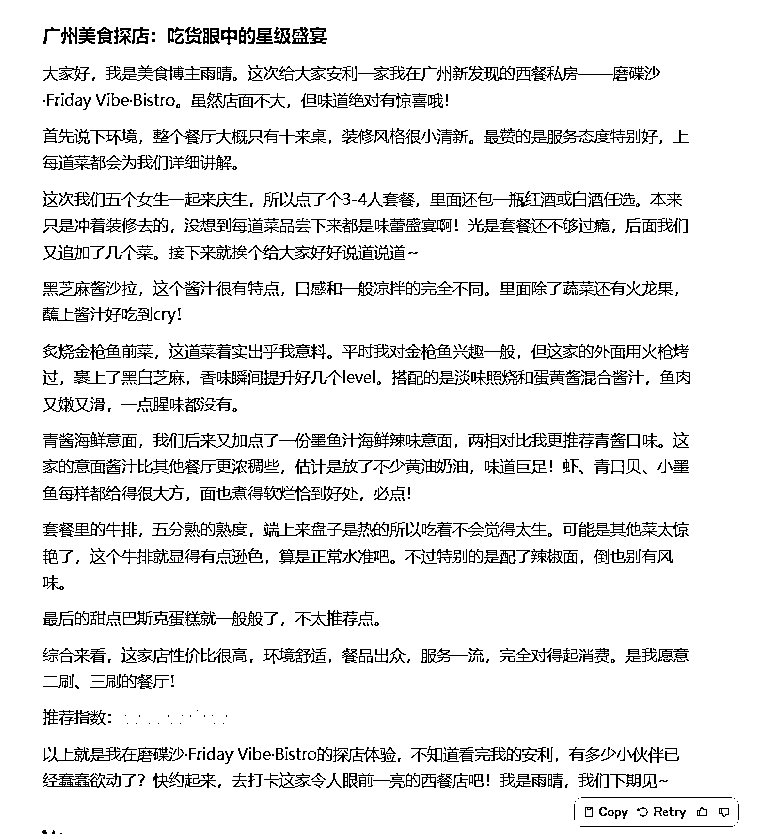 广州美食探店：吃货眼中的星级盛宴
大家好，我是美食博主雨晴。这次给大家安利一家我在广州新发现的西餐私房——磨碟沙
·Friday Vibe·Bistro。虽然店面不大，但味道绝对有惊喜哦！
首先说下环境，整个餐厅大概只有十来桌，装修风格很小清新。最赞的是服务态度特别好，上
每道菜都会为我们详细讲解。
这次我们五个女生一起来庆生，所以点了个3-4人套餐，里面还包一瓶红酒或白酒任选。本来
只是冲着装修去的，没想到每道菜品尝下来都是味蕾盛宴啊！光是套餐还不够过瘾，后面我们
又追加了几个菜。接下来就挨个给大家好好说道说道~
黑芝麻酱沙拉，这个酱汁很有特点，口感和一般凉拌的完全不同。里面除了蔬菜还有火龙果，
蘸上酱汁好吃到cry！
炙烧金枪鱼前菜，这道菜着实出乎我意料。平时我对金枪鱼兴趣一般，但这家的外面用火枪烤
过，裹上了黑白芝麻，香味瞬间提升好几个level。搭配的是淡味照烧和蛋黄酱混合酱汁，鱼肉
又嫩又滑，一点腥味都没有。
青酱海鲜意面，我们后来又加点了一份墨鱼汁海鲜辣味意面，两相对比我更推荐青酱口味。这
家的意面酱汁比其他餐厅更浓稠些，估计是放了不少黄油奶油，味道巨足！虾、青口贝、小墨
鱼每样都给得很大方，面也煮得软烂恰到好处，必点！
套餐里的牛排，五分熟的熟度，端上来盘子是热的所以吃着不会觉得太生。可能是其他菜太惊
艳了，这个牛排就显得有点逊色，算是正常水准吧。不过特别的是配了辣椒面，倒也别有风
味。
最后的甜点巴斯克蛋糕就一般般了，不太推荐点。
综合来看，这家店性价比很高，环境舒适，餐品出众，服务一流，完全对得起消费。是我愿意
二刷、三刷的餐厅！
推荐指数：
以上就是我在磨碟沙·Friday Vibe·Bistro的探店体验，不知道看完我的安利，有多少小伙伴已
经蠢蠢欲动了？快约起来，去打卡这家令人眼前一亮的西餐店吧！我是雨晴，我们下期见~
Copy Retry